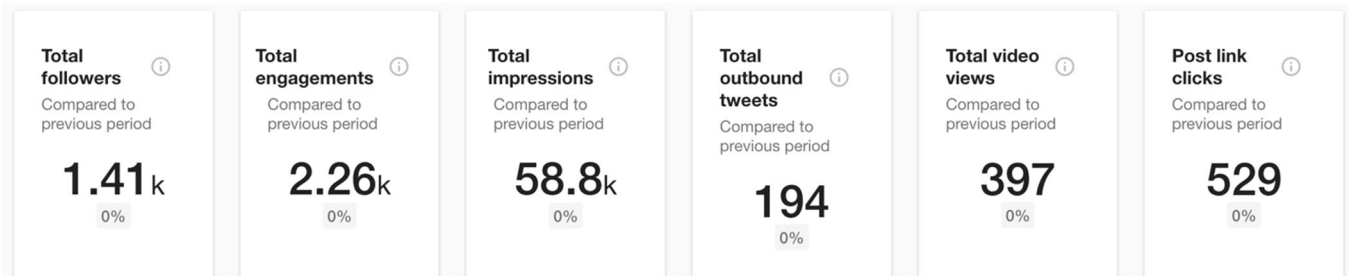 Total
followers
Compared to
previous period
1.41k
0%
Total
engagements
Compared to
previous period
2.26k
0%
Total
impressions
Compared to
previous period
58.8k
0%
Total
outbound
tweets
Compared to
previous period
194
0%
Total video
views
Compared to
previous period
397
0%
Post link
clicks
Compared to
previous period
529
0%